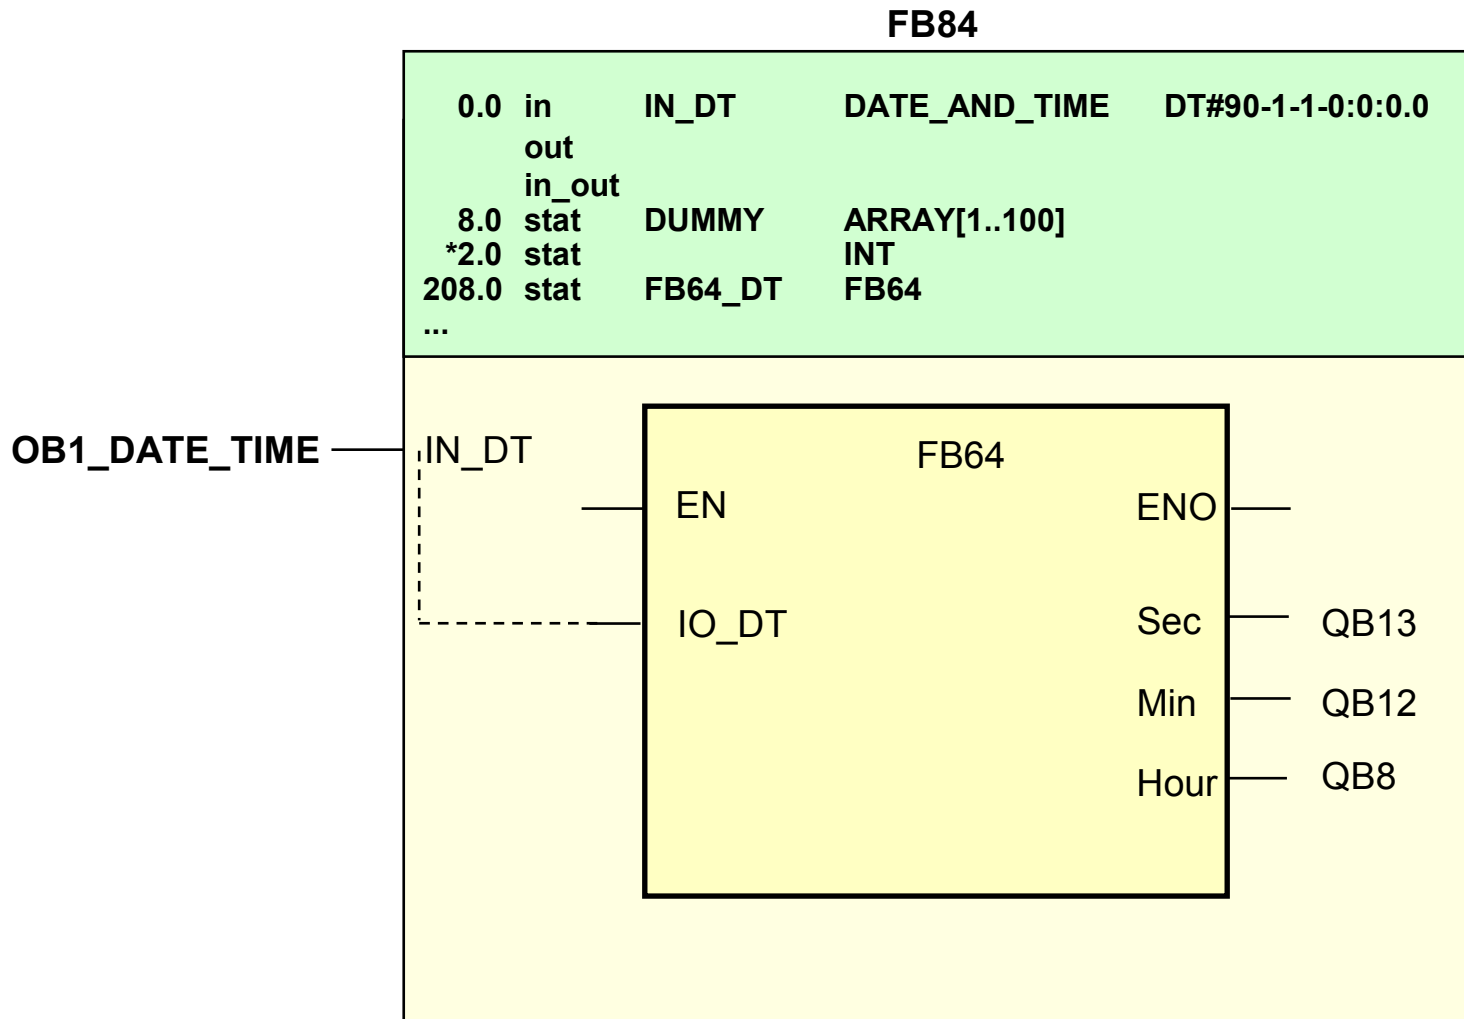 FB84
0.0 in IN_DT DATE_AND_TIME DT#90-1-1-0:0:0.0
out
in_out
8.0 stat DUMMY ARRAY[1..100]
*2.0 stat INT
208.0 stat FB64_DT FB64
...
OB1_DATE_TIME IN_DT FB64
EN ENO
IO_DT Sec QB13
Min QB12
Hour QB8